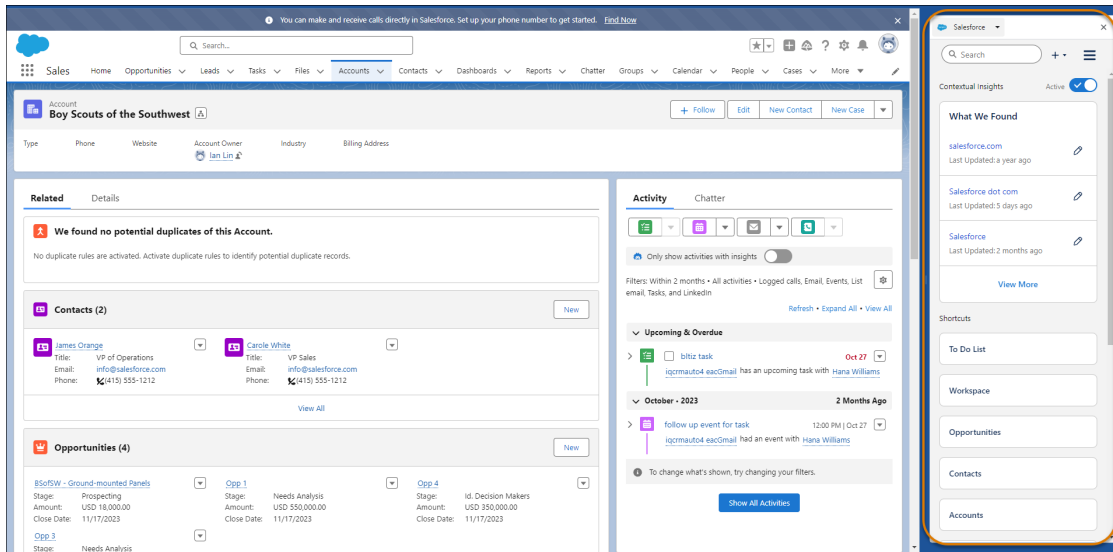 You can make and receive calls directly in Salesforce. Set up your phone number to get started. Find Now
Search...
Sales Home Opportunities Leads Tasks Files Accounts Contacts Dashboards Reports Chatter Groups Calendar People Cases More
Account
Boy Scouts of the Southwest
+ Follow Edit New Contact New Case
Type Phone Website Account Owner Industry Billing Address
Ian Lin
Related Details
We found no potential duplicates of this Account.
No duplicate rules are activated. Activate duplicate rules to identify potential duplicate records.
Contacts (2) New
James Orange
Title: VP of Operations
Email: info@salesforce.com
Phone: (415) 555-1212
Carole White
Title: VP Sales
Email: info@salesforce.com
Phone: (415) 555-1212
View All
Opportunities (4) New
BSofSW - Ground-mounted Panels
Stage: Prospecting
Amount: USD 18,000.00
Close Date: 11/17/2023
Opp 1
Stage: Needs Analysis
Amount: USD 550,000.00
Close Date: 11/17/2023
Opp 4
Stage: Id. Decision Makers
Amount: USD 350,000.00
Close Date: 11/17/2023
Opp 3
Stage: Needs Analysis
Activity Chatter
Only show activities with insights
Filters: Within 2 months • All activities • Logged calls, Email, Events, List
email, Tasks, and LinkedIn
Refresh • Expand All • View All
Upcoming & Overdue
bltiz task Oct 27
iqcrmauto4 eacGmail has an upcoming task with Hana Williams
October • 2023 2 Months Ago
follow up event for task 12:00 PM | Oct 27
iqcrmauto4 eacGmail had an event with Hana Williams
To change what's shown, try changing your filters.
Show All Activities
Salesforce
Search
Contextual Insights Active
What We Found
salesforce.com
Last Updated: a year ago
Salesforce dot com
Last Updated: 5 days ago
Salesforce
Last Updated: 2 months ago
View More
Shortcuts
To Do List
Workspace
Opportunities
Contacts
Accounts